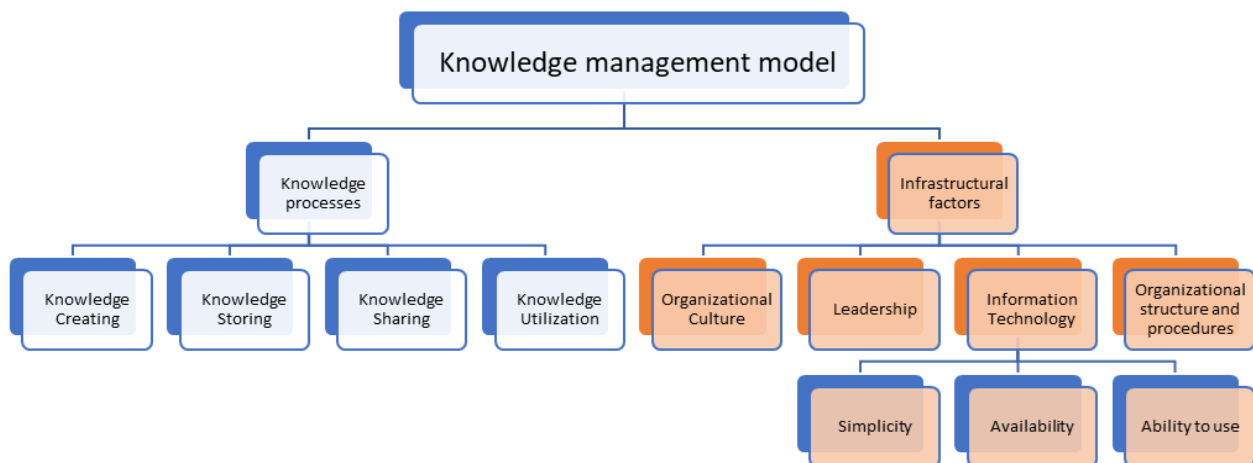 Knowledge management model
Knowledge
processes
Infrastructural
factors
Knowledge
Creating
Knowledge
Storing
Knowledge
Sharing
Knowledge
Utilization
Organizational
Culture
Leadership
Information
Technology
Organizational
structure and
procedures
Simplicity
Availability
Ability to use